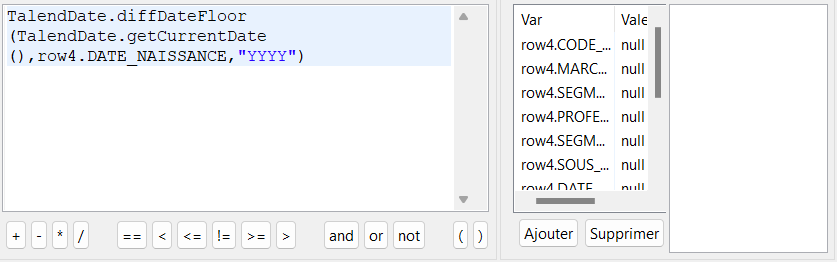 TalendDate.diffDateFloor
(TalendDate.getCurrentDate
(),row4.DATE_NAISSANCE,"YYYY")
+ - * / == < <= != >= > and or not ( )
Var Vale
row4.CODE_... null
row4.MARC... null
row4.SEGM... null
row4.PROFE... null
row4.SEGM... null
row4.SOUS_... null
row4.DATE null
Ajouter Supprimer